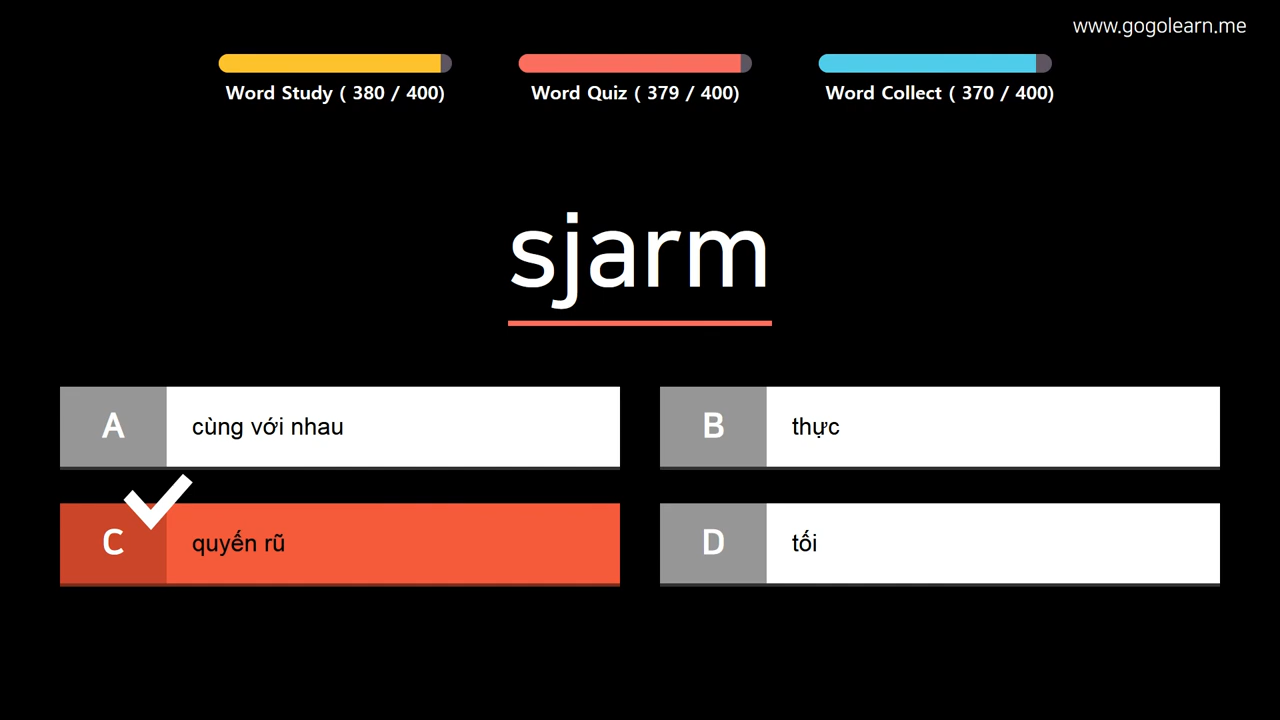 www.gogolearn.me
Word Study ( 380 / 400)
Word Quiz ( 379 / 400)
Word Collect ( 370 / 400)
sjarm
A cùng với nhau
B thực
C quyến rũ
D tối